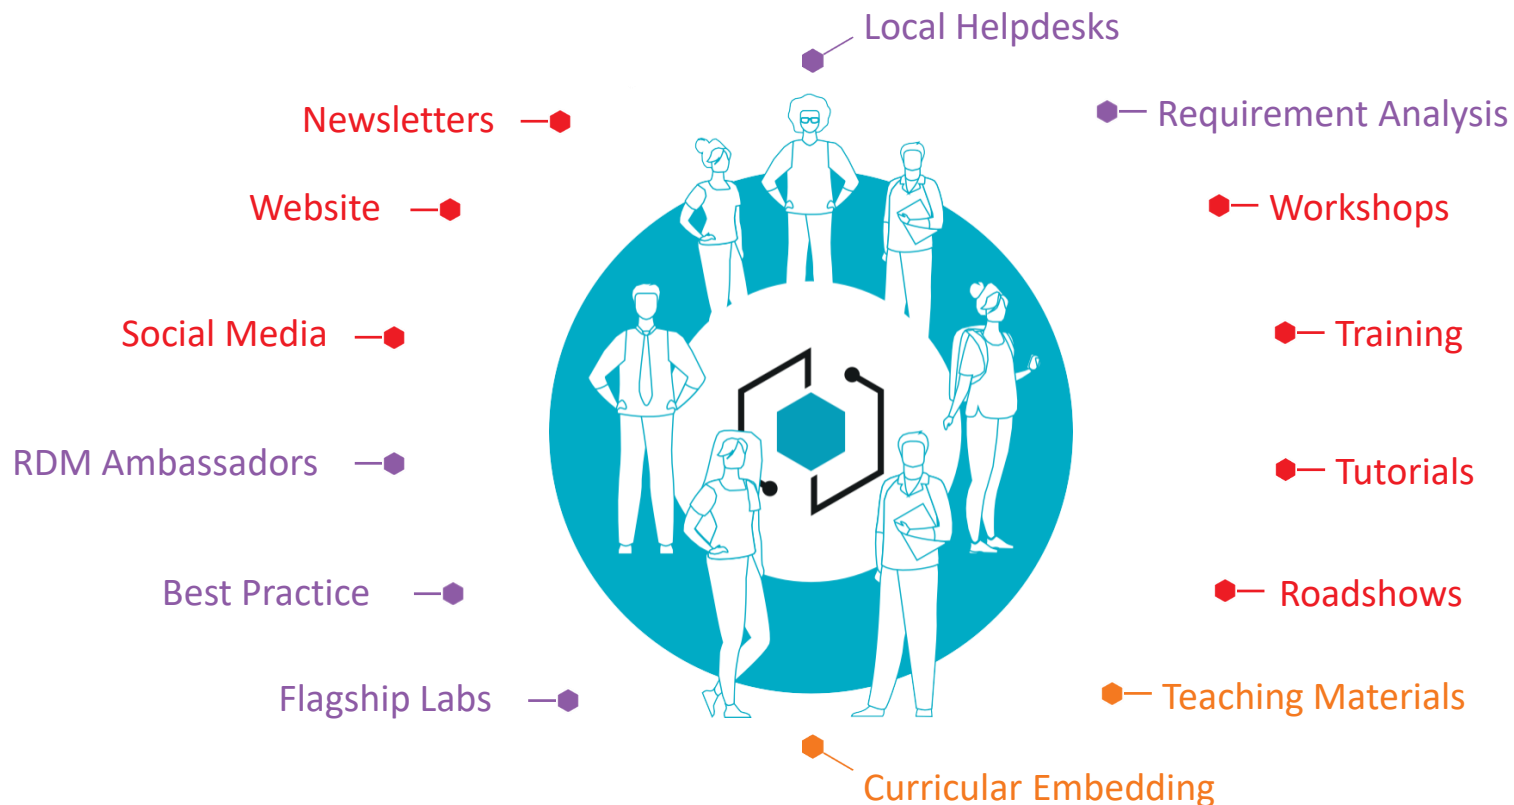 Local Helpdesks
Newsletters
Requirement Analysis
Website
Workshops
Social Media
Training
RDM Ambassadors
Tutorials
Best Practice
Roadshows
Flagship Labs
Teaching Materials
Curricular Embedding